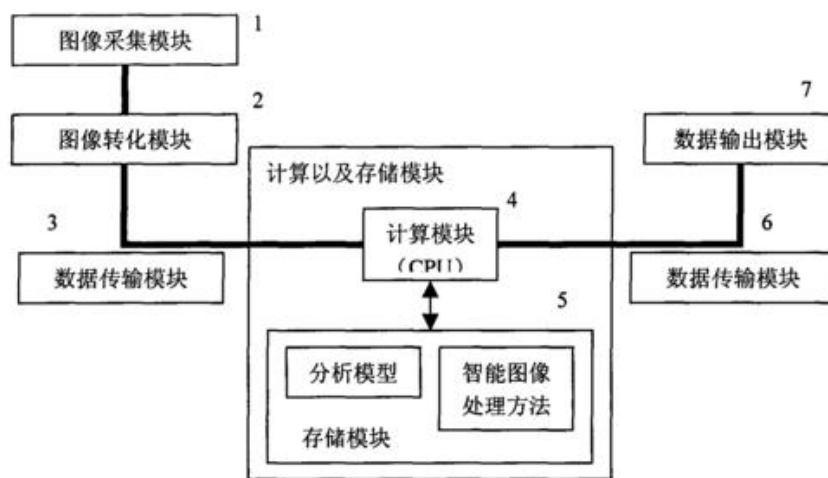 图像采集模块
1
图像转化模块
2
3
数据传输模块
计算以及存储模块
计算模块
（CPU）
4
5
分析模型
智能图像
处理方法
存储模块
7
数据输出模块
6
数据传输模块